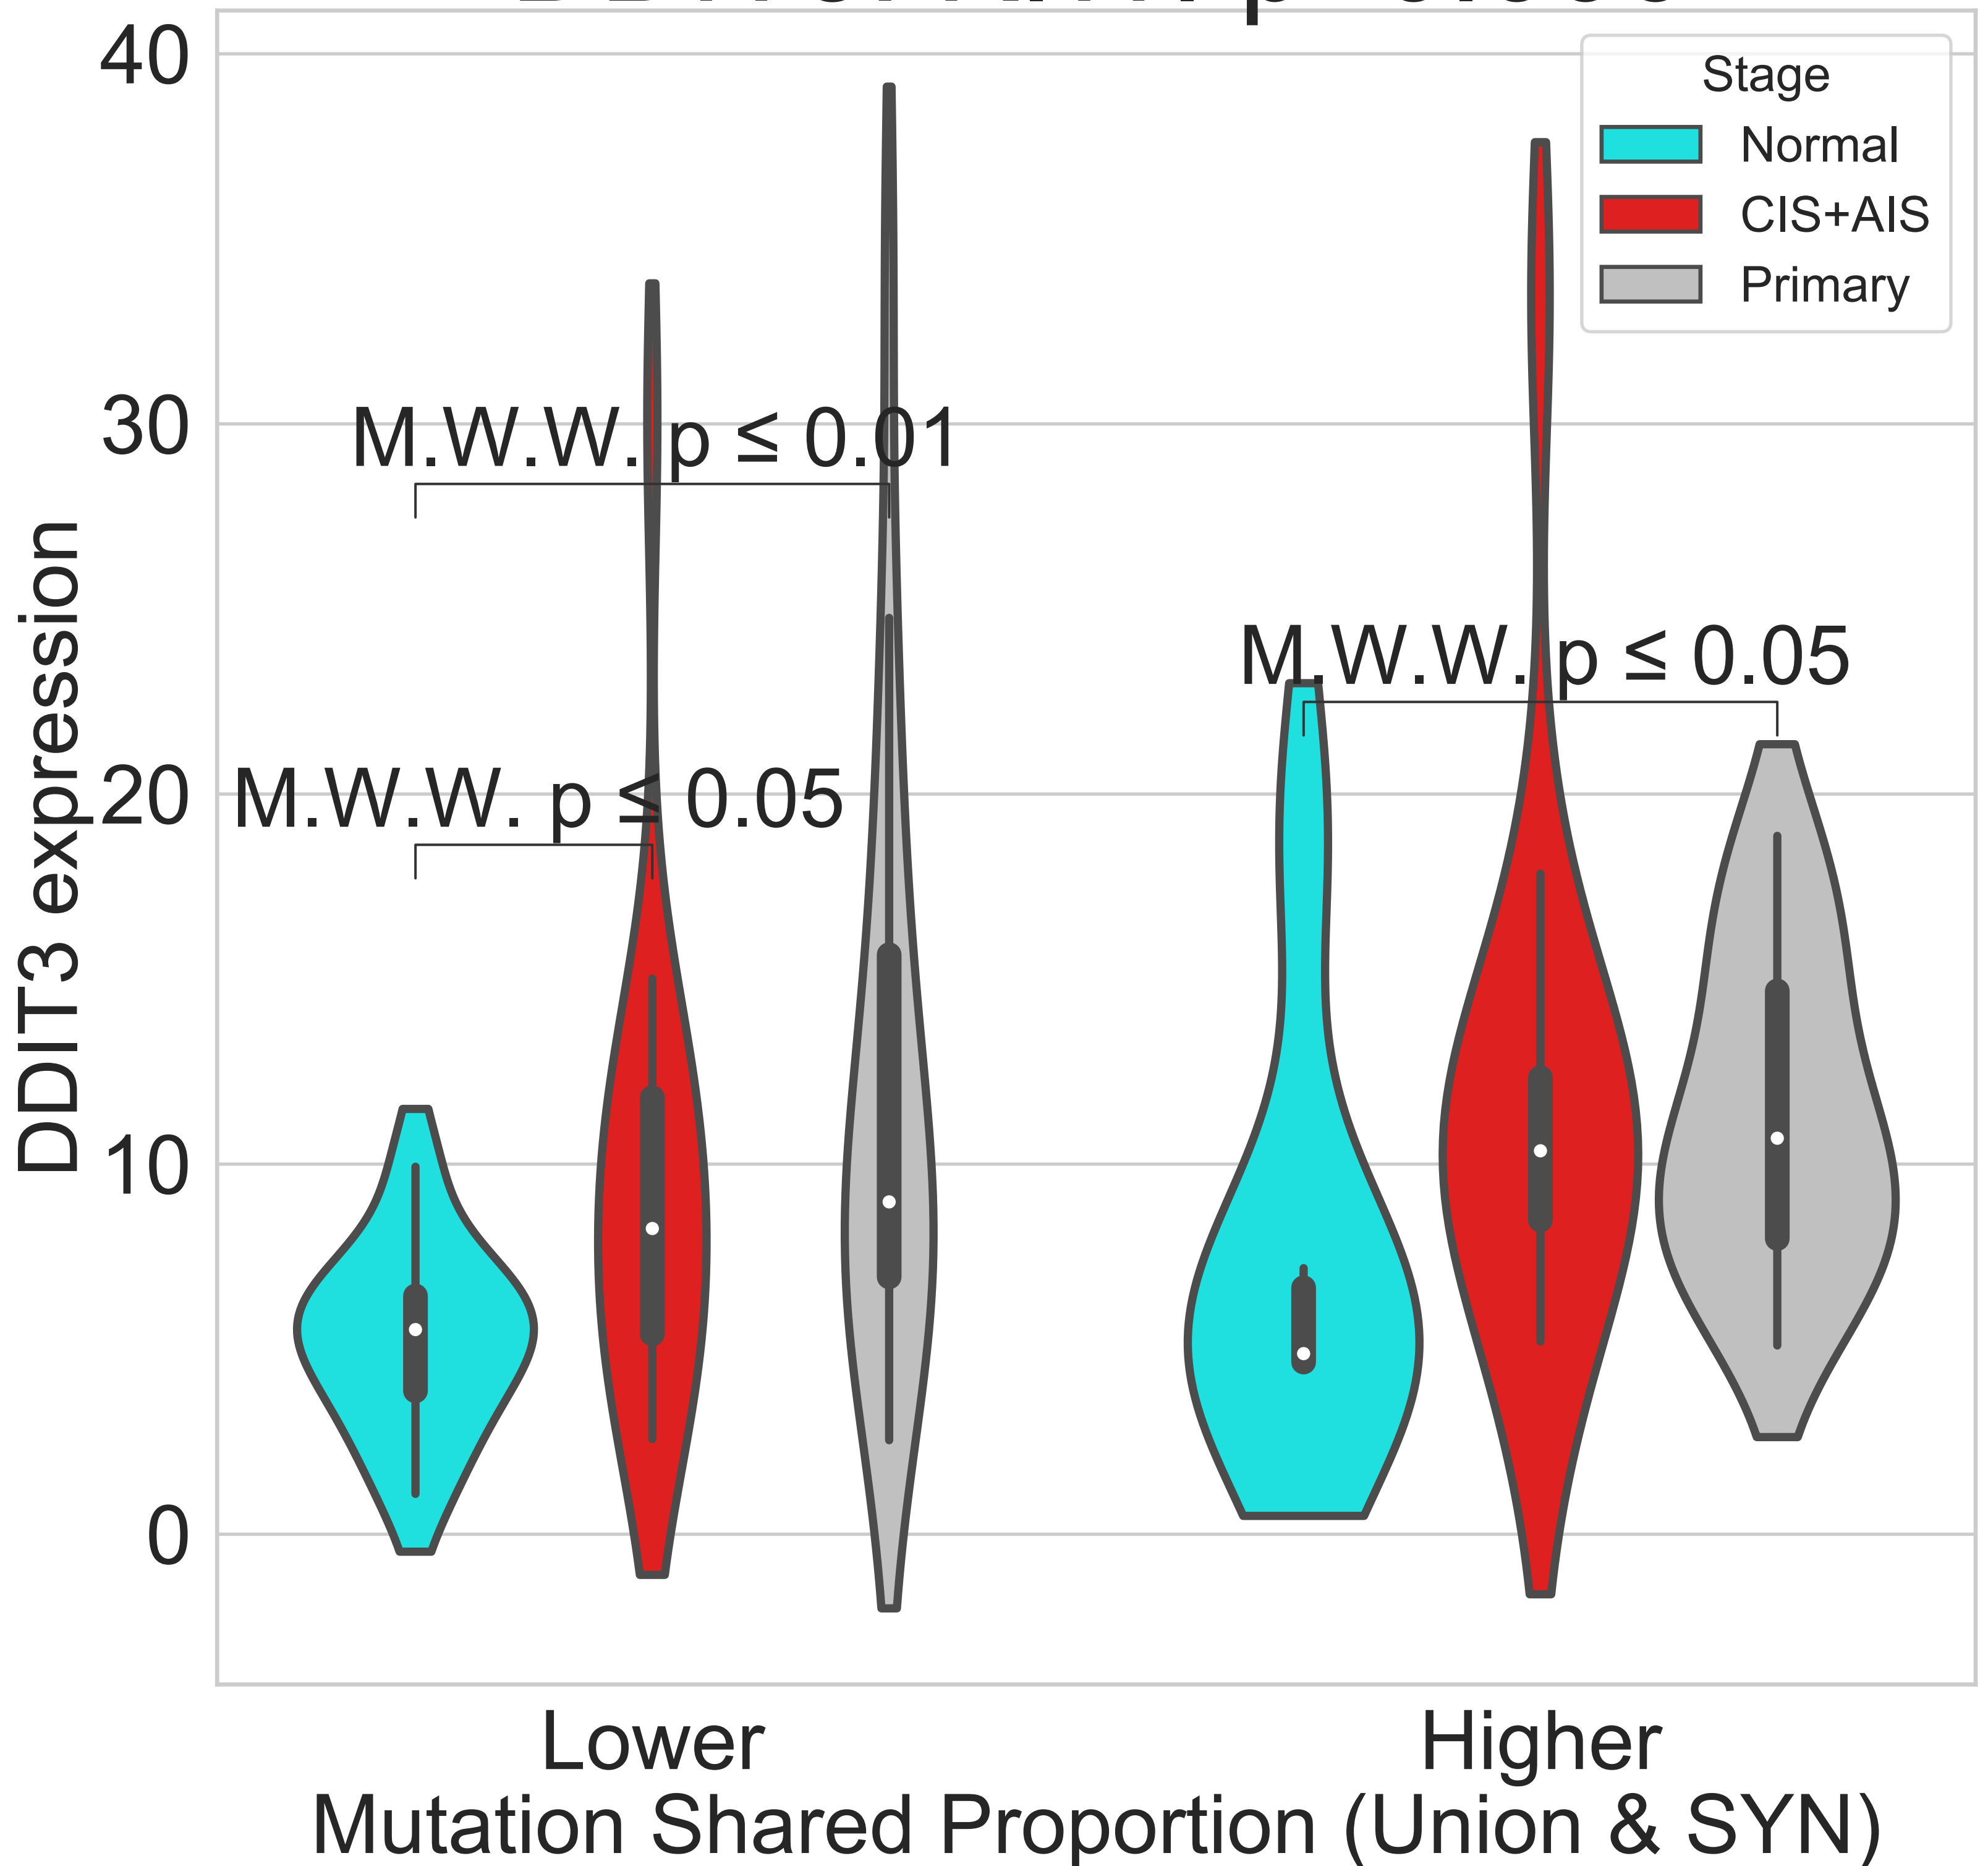 40
30
20
10
0
DDIT3 expression
Stage
Normal
CIS+AIS
Primary
M.W.W. p ≤ 0.01
M.W.W. p ≤ 0.05
M.W.W. p ≤ 0.05
Lower
Higher
Mutation Shared Proportion (Union & SYN)